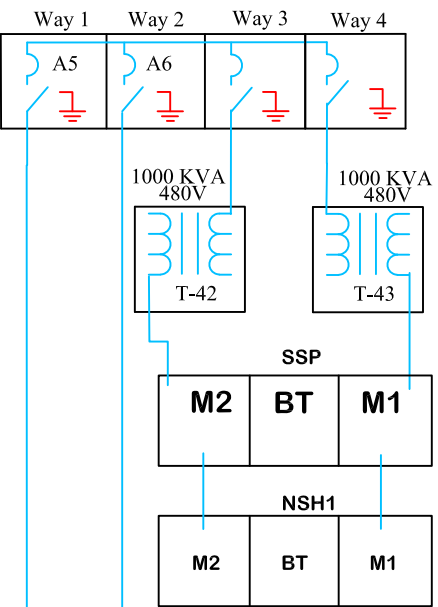 Way 1 Way 2 Way 3 Way 4
A5 A6
1000 KVA
480V
1000 KVA
480V
T-42
T-43
SSP
M2 BT M1
NSH1
M2 BT M1